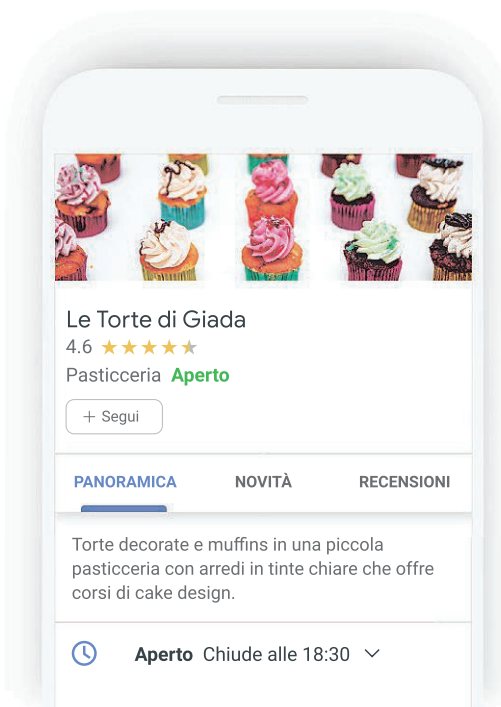 Le Torte di Giada
4.6
Pasticceria Aperto
+ Segui
PANORAMICA NOVITÀ RECENSIONI
Torte decorate e muffins in una piccola
pasticceria con arredi in tinte chiare che offre
corsi di cake design.
Aperto Chiude alle 18:30